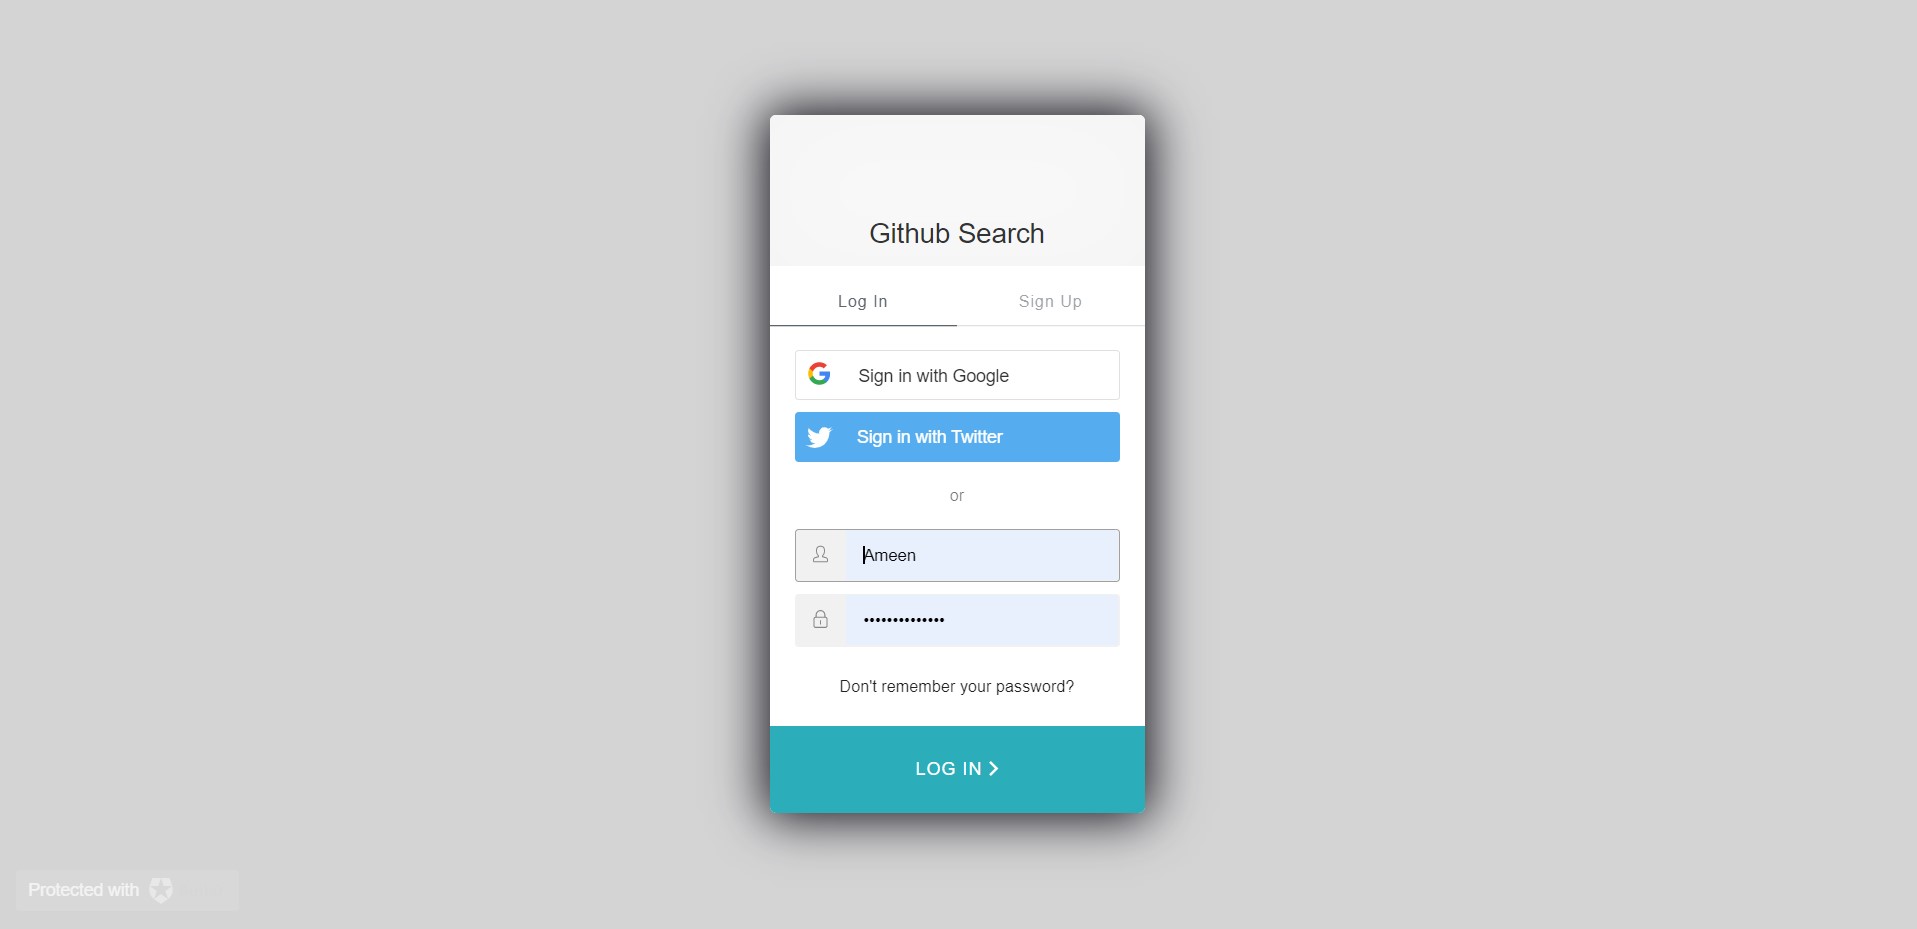 Github Search
Log In
Sign Up
Sign in with Google
Sign in with Twitter
or
Ameen
••••••••••••••
Don't remember your password?
LOG IN
Protected with